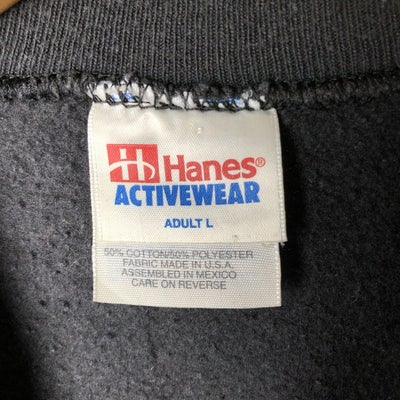 Hanes®
ACTIVEWEAR
ADULT L
50% COTTON/50% POLYESTER
FABRIC MADE IN U.S.A.
ASSEMBLED IN MEXICO
CARE ON REVERSE